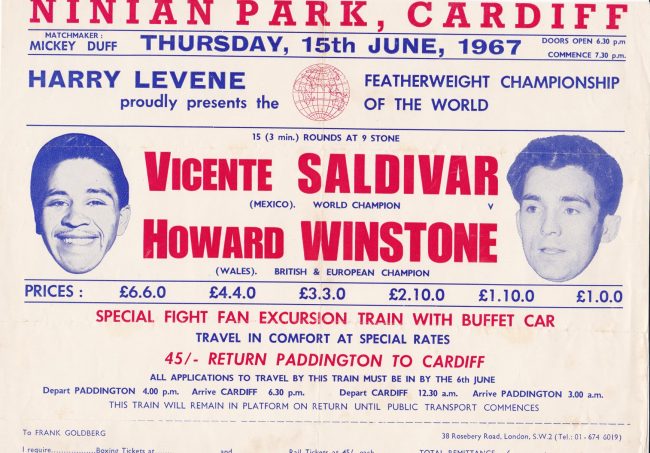 NINIAN PARK, CARDIFF
MATCHMAKER:
MICKEY DUFF
THURSDAY, 15th JUNE, 1967
DOORS OPEN 6.30 p.m
COMMENCE 7.30 p.m.
HARRY LEVENE
proudly presents the
FEATHERWEIGHT CHAMPIONSHIP
OF THE WORLD
15 (3 min.) ROUNDS AT 9 STONE
VICENTE SALDIVAR
(MEXICO). WORLD CHAMPION v
HOWARD WINSTONE
(WALES). BRITISH & EUROPEAN CHAMPION
PRICES : £6.6.0 £4.4.0 £3.3.0 £2.10.0 £1.10.0 £1.0.0
SPECIAL FIGHT FAN EXCURSION TRAIN WITH BUFFET CAR
TRAVEL IN COMFORT AT SPECIAL RATES
45/- RETURN PADDINGTON TO CARDIFF
ALL APPLICATIONS TO TRAVEL BY THIS TRAIN MUST BE IN BY THE 6th JUNE
Depart PADDINGTON 4.00 p.m. Arrive CARDIFF 6.30 p.m. Depart CARDIFF 12.30 a.m. Arrive PADDINGTON 3.00 a.m.
THIS TRAIN WILL REMAIN IN PLATFORM ON RETURN UNTIL PUBLIC TRANSPORT COMMENCES
To FRANK GOLDBERG
38 Rosebery Road, London, S.W.2 (Tel.: 01-674 6019)
I require..................Boxing Tickets at..................and..................Rail Tickets at 45/- each TOTAL REMITTANCE